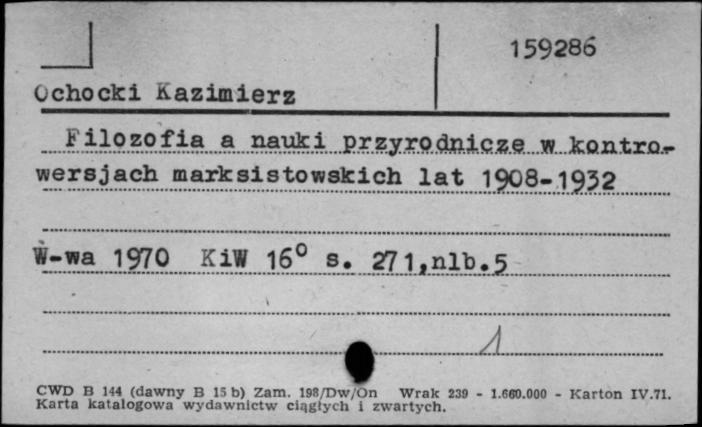 159286
Ochocki Kazimierz
Filozofia a nauki przyrodnicze w kontro-
wersjach marksistowskich lat 1908-1932
W-wa 1970 KiW 16° s. 271,nlb.5
1
CWD B 144 (dawny B 15 b) Zam. 198/Dw/On Wrak 239 - 1.660.000 - Karton IV.71.
Karta katalogowa wydawnictw ciągłych i zwartych.